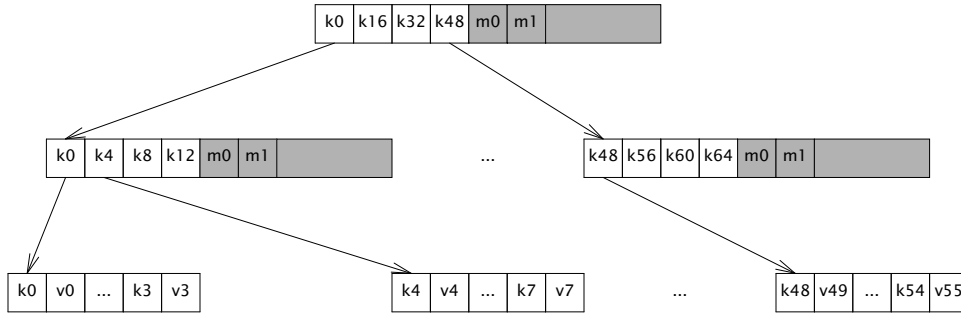 k0 k16 k32 k48 m0 m1
k0 k4 k8 k12 m0 m1 ... k48 k56 k60 k64 m0 m1
k0 v0 ... k3 v3 k4 v4 ... k7 v7 ... k48 v49 ... k54 v55